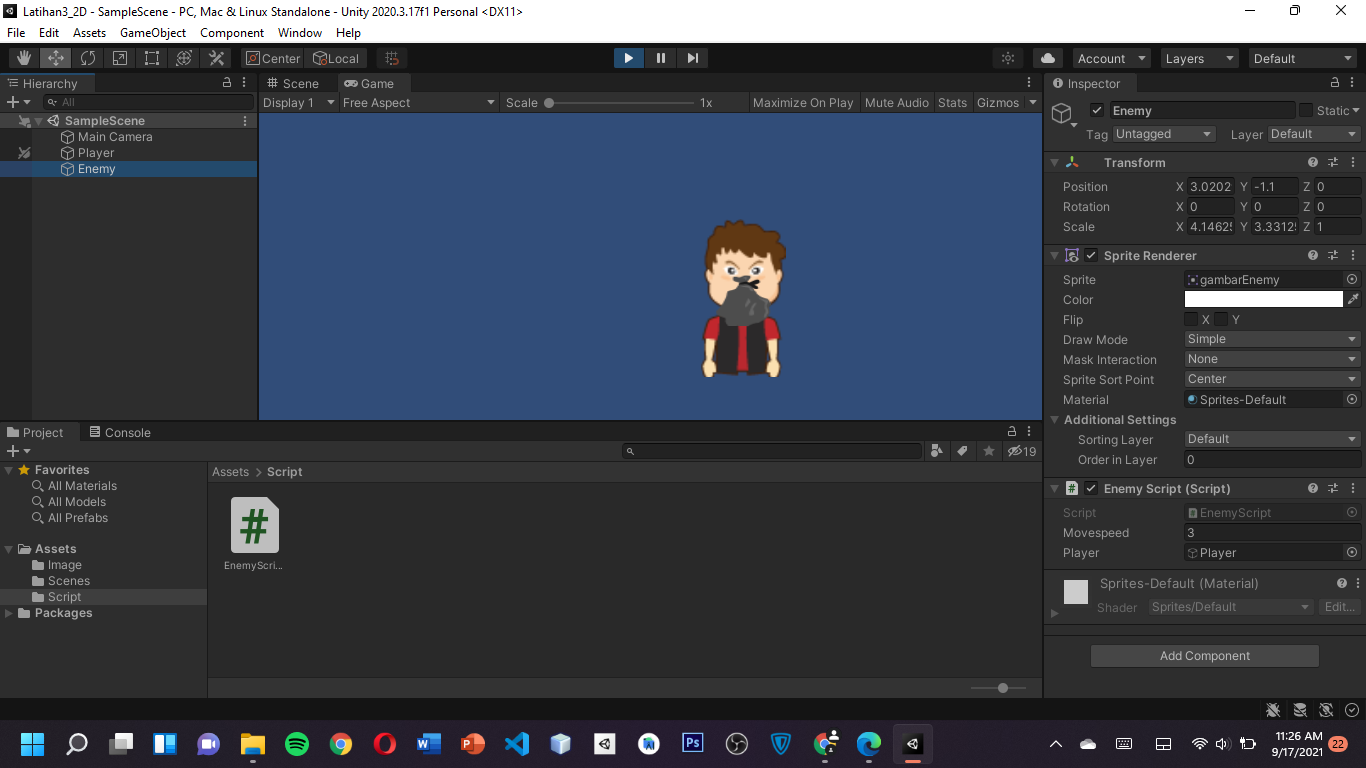 Latihan3_2D - SampleScene - PC, Mac & Linux Standalone - Unity 2020.3.17f1 Personal <DX11>
File Edit Assets GameObject Component Window Help
Center Local Account Layers Default
Hierarchy
All
SampleScene
Main Camera
Player
Enemy
Scene Game
Display 1 Free Aspect Scale 1x Maximize On Play Mute Audio Stats Gizmos
Inspector
Enemy Static
Tag Untagged Layer Default
Transform
Position X 3.0202 Y -1.1 Z 0
Rotation X 0 Y 0 Z 0
Scale X 4.14625 Y 3.33125 Z 1
Sprite Renderer
Sprite gambarEnemy
Color
Flip X Y
Draw Mode Simple
Mask Interaction None
Sprite Sort Point Center
Material Sprites-Default
Additional Settings
Sorting Layer Default
Order in Layer 0
# Enemy Script (Script)
Script EnemyScript
Movespeed 3
Player Player
Sprites-Default (Material)
Shader Sprites/Default Edit...
Add Component
Project Console
19
Favorites
All Materials
All Models
All Prefabs
Assets
Image
Scenes
Script
Packages
Assets > Script
#
EnemyScri...
W P Ps
11:26 AM
9/17/2021
22